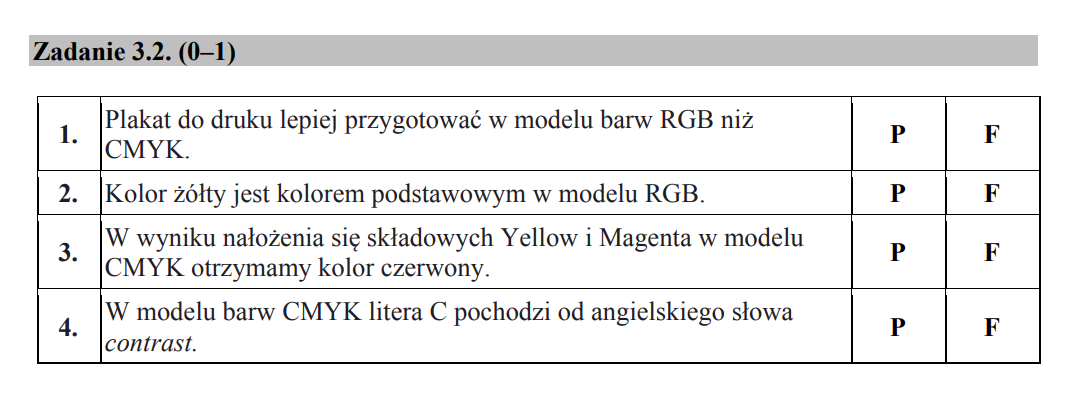 Zadanie 3.2. (0–1)
1. Plakat do druku lepiej przygotować w modelu barw RGB niż P F
CMYK.
2. Kolor żółty jest kolorem podstawowym w modelu RGB. P F
3. W wyniku nałożenia się składowych Yellow i Magenta w modelu P F
CMYK otrzymamy kolor czerwony.
4. W modelu barw CMYK litera C pochodzi od angielskiego słowa P F
contrast.